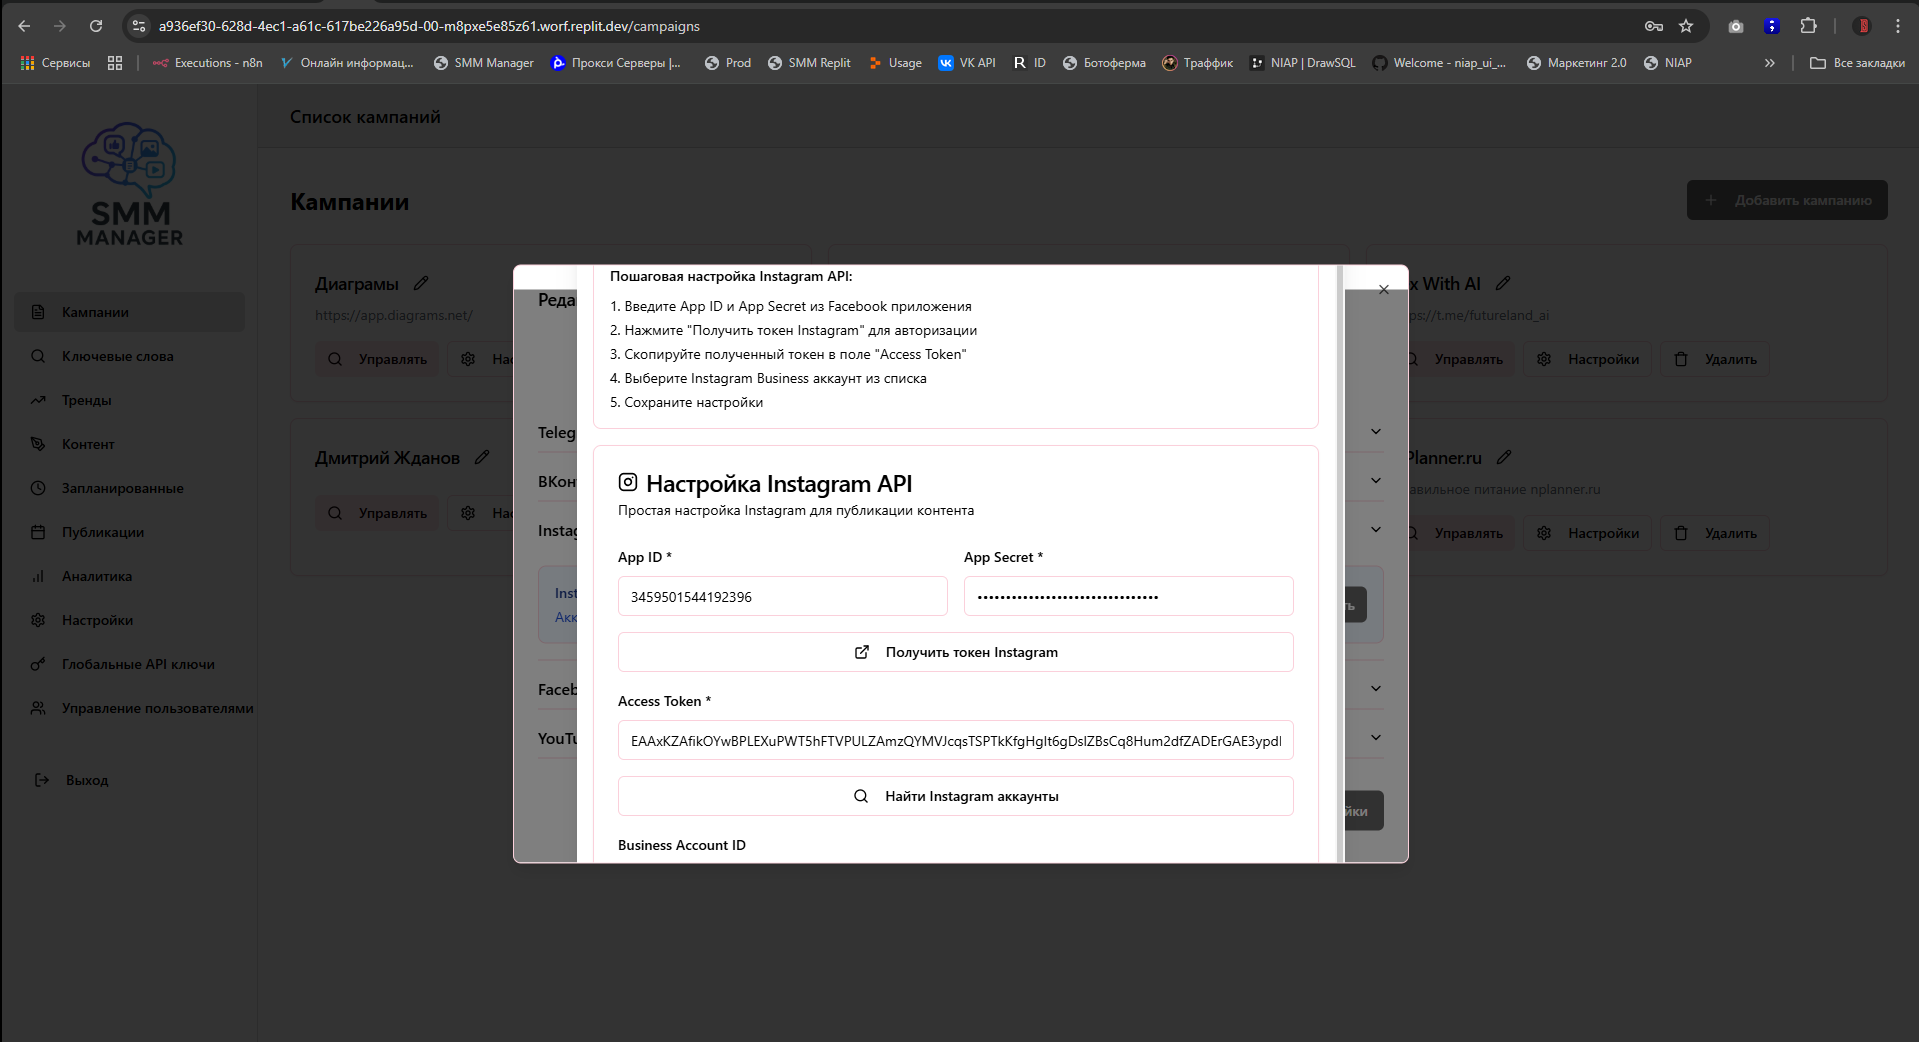 a936ef30-628d-4ec1-a61c-617be226a95d-00-m8pxe5e85z61.worf.replit.dev/campaigns
Сервисы
Executions - n8n
Онлайн информац...
SMM Manager
Прокси Серверы |...
Prod
SMM Replit
Usage
VK API
ID
Ботоферма
Траффик
NIAP | DrawSQL
Welcome - niap_ui_...
Маркетинг 2.0
NIAP
Все закладки
SMM
MANAGER
Кампании
Ключевые слова
Тренды
Контент
Запланированные
Публикации
Аналитика
Настройки
Глобальные API ключи
Управление пользователями
Выход
Список кампаний
Кампании
+ Добавить кампанию
Диаграмы
https://app.diagrams.net/
Управлять
Нас
x With AI
ps://t.me/futureland_ai
Управлять
Настройки
Удалить
Дмитрий Жданов
Управлять
Нас
Planner.ru
авильное питание nplanner.ru
Управлять
Настройки
Удалить
Реда
Teleg
ВКон
Instag
Inst
Акк
ть
Faceb
YouTu
йки
Пошаговая настройка Instagram API:
1. Введите App ID и App Secret из Facebook приложения
2. Нажмите "Получить токен Instagram" для авторизации
3. Скопируйте полученный токен в поле "Access Token"
4. Выберите Instagram Business аккаунт из списка
5. Сохраните настройки
Настройка Instagram API
Простая настройка Instagram для публикации контента
App ID *
App Secret *
3459501544192396
••••••••••••••••••••••••••••••••
Получить токен Instagram
Access Token *
EAAxKZAfikOYwBPLEXuPWT5hFTVPULZAmzQYMVJcqsTSPTkKfgHgIt6gDslZBsCq8Hum2dfZADErGAE3ypdl
Найти Instagram аккаунты
Business Account ID